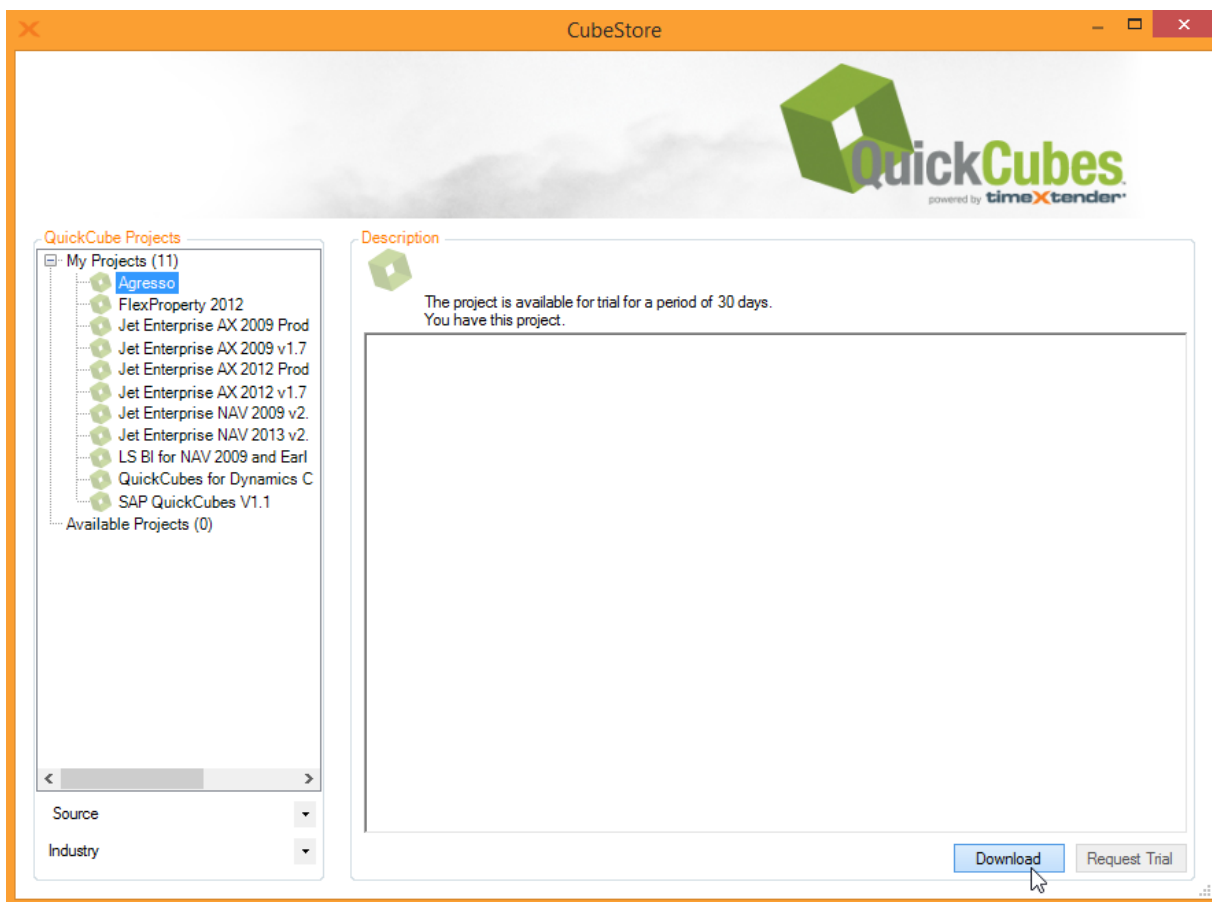 CubeStore
QuickCubes
powered by timeXtender
QuickCube Projects
My Projects (11)
Agresso
FlexProperty 2012
Jet Enterprise AX 2009 Prod
Jet Enterprise AX 2009 v1.7
Jet Enterprise AX 2012 Prod
Jet Enterprise AX 2012 v1.7
Jet Enterprise NAV 2009 v2.
Jet Enterprise NAV 2013 v2.
LS BI for NAV 2009 and Earl
QuickCubes for Dynamics C
SAP QuickCubes V1.1
Available Projects (0)
Source
Industry
Description
The project is available for trial for a period of 30 days.
You have this project.
Download
Request Trial